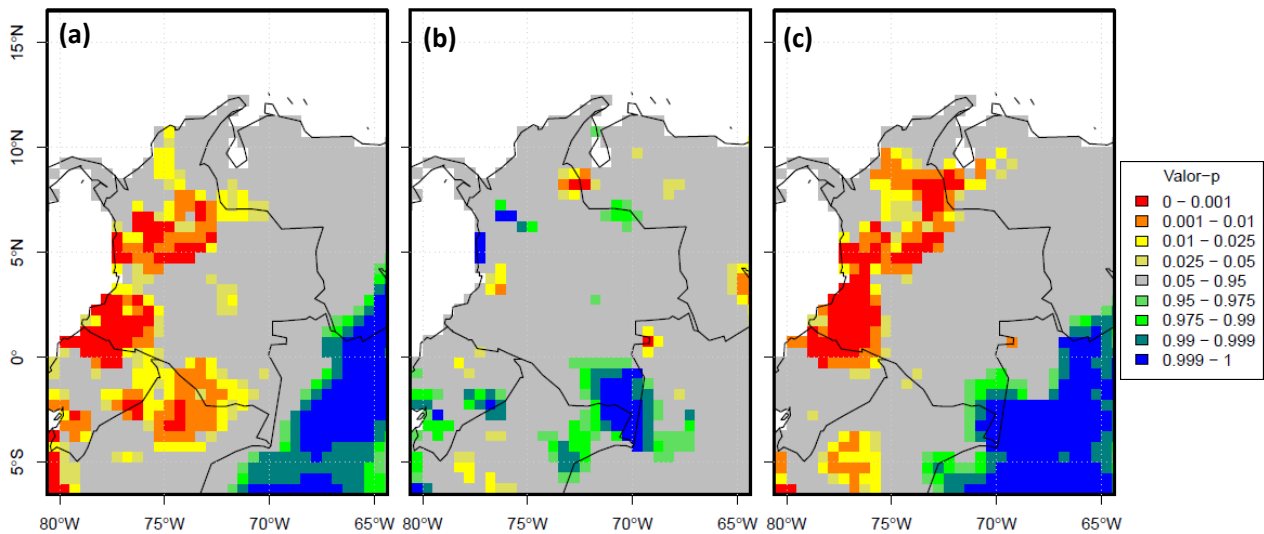 (a)
(b)
(c)
15°N
10°N
5°N
0°
5°S
80°W 75°W 70°W 65°W
80°W 75°W 70°W 65°W
80°W 75°W 70°W 65°W
Valor−p
0 − 0.001
0.001 − 0.01
0.01 − 0.025
0.025 − 0.05
0.05 − 0.95
0.95 − 0.975
0.975 − 0.99
0.99 − 0.999
0.999 − 1